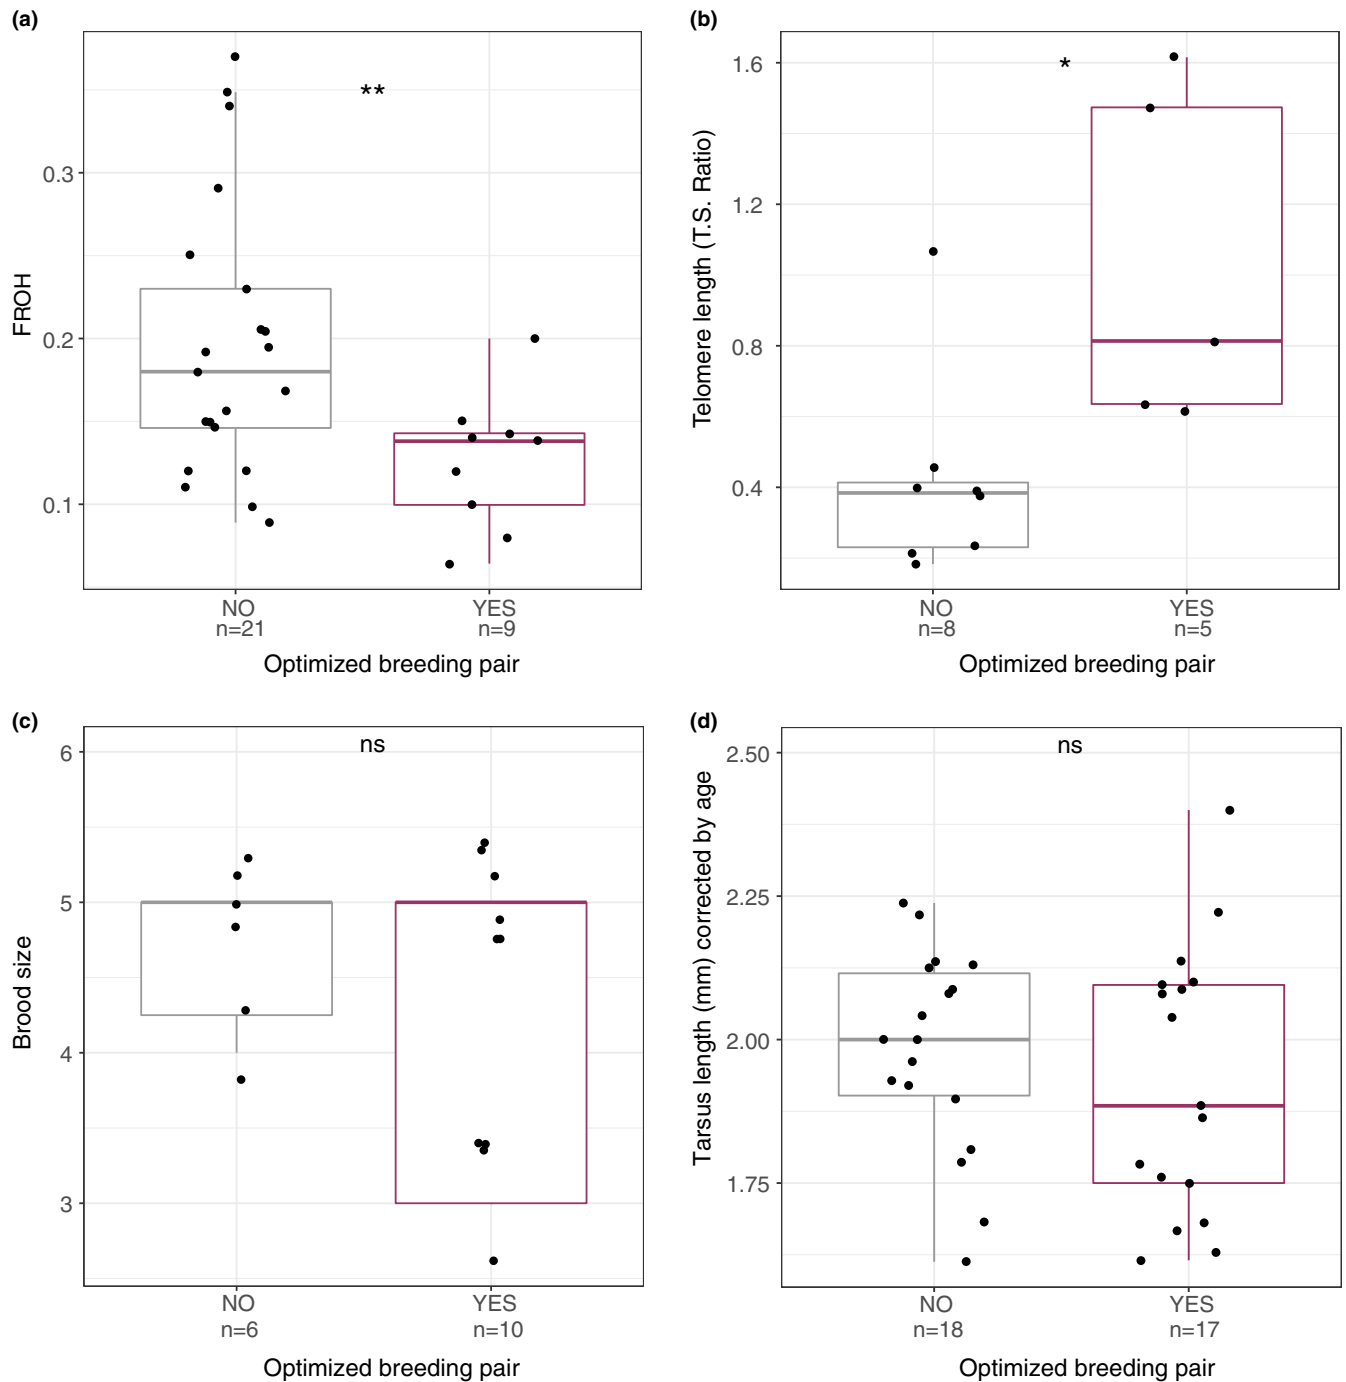 (a)
**
FROH
0.3
0.2
0.1
NO
n=21
YES
n=9
Optimized breeding pair
(b)
*
Telomere length (T.S. Ratio)
1.6
1.2
0.8
0.4
NO
n=8
YES
n=5
Optimized breeding pair
(c)
ns
Brood size
6
5
4
3
NO
n=6
YES
n=10
Optimized breeding pair
(d)
ns
Tarsus length (mm) corrected by age
2.50
2.25
2.00
1.75
NO
n=18
YES
n=17
Optimized breeding pair